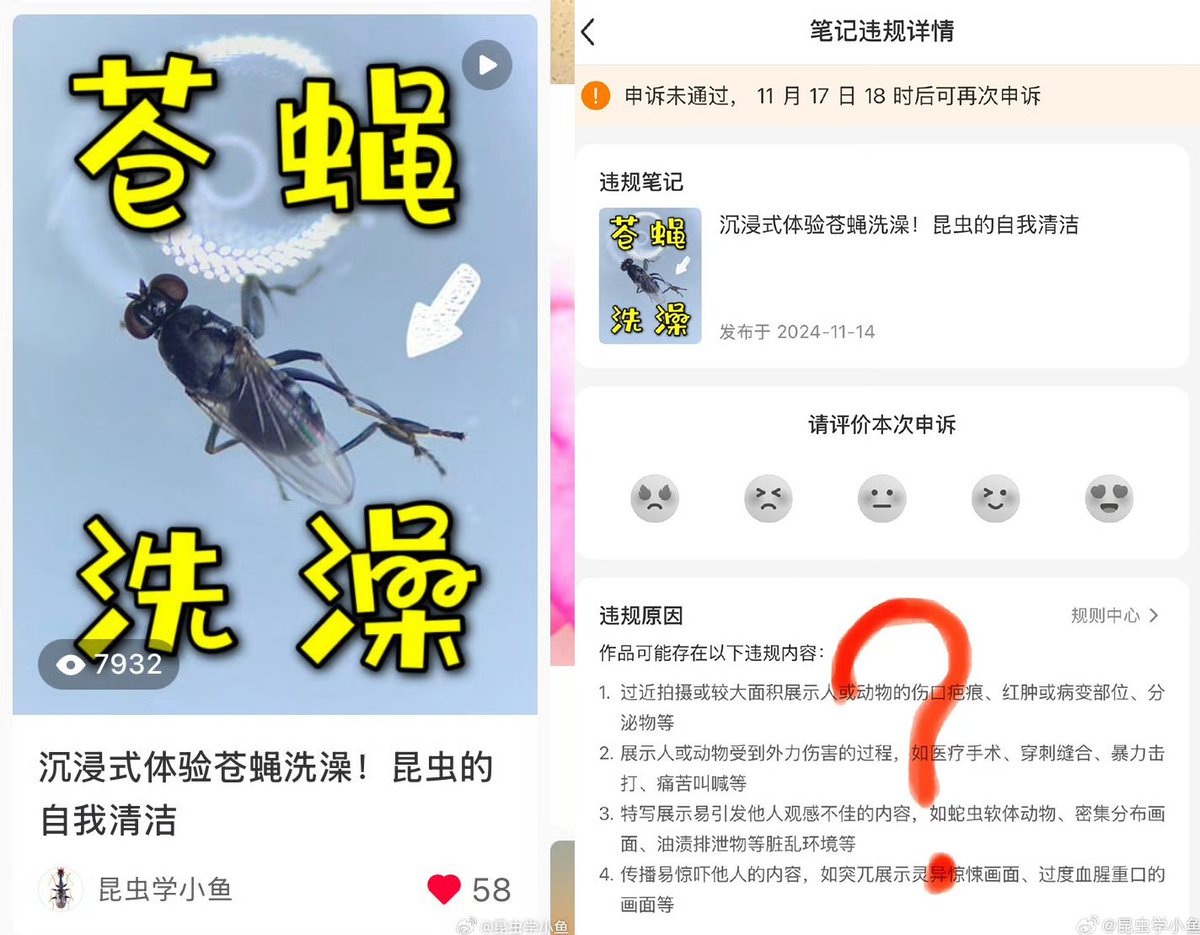 苍蝇
洗澡
7932
沉浸式体验苍蝇洗澡！昆虫的
自我清洁
昆虫学小鱼
58
@昆虫学小鱼
笔记违规详情
申诉未通过， 11 月 17 日 18 时后可再次申诉
违规笔记
苍蝇
洗澡
沉浸式体验苍蝇洗澡！昆虫的自我清洁
发布于 2024-11-14
请评价本次申诉
违规原因
规则中心
作品可能存在以下违规内容：
1. 过近拍摄或较大面积展示人或动物的伤口疤痕、红肿或病变部位、分
泌物等
2. 展示人或动物受到外力伤害的过程，如医疗手术、穿刺缝合、暴力击
打、痛苦叫喊等
3. 特写展示易引发他人观感不佳的内容，如蛇虫软体动物、密集分布画
面、油渍排泄物等脏乱环境等
4. 传播易惊吓他人的内容，如突兀展示灵异惊悚画面、过度血腥重口的
画面等
?
@昆虫学小鱼